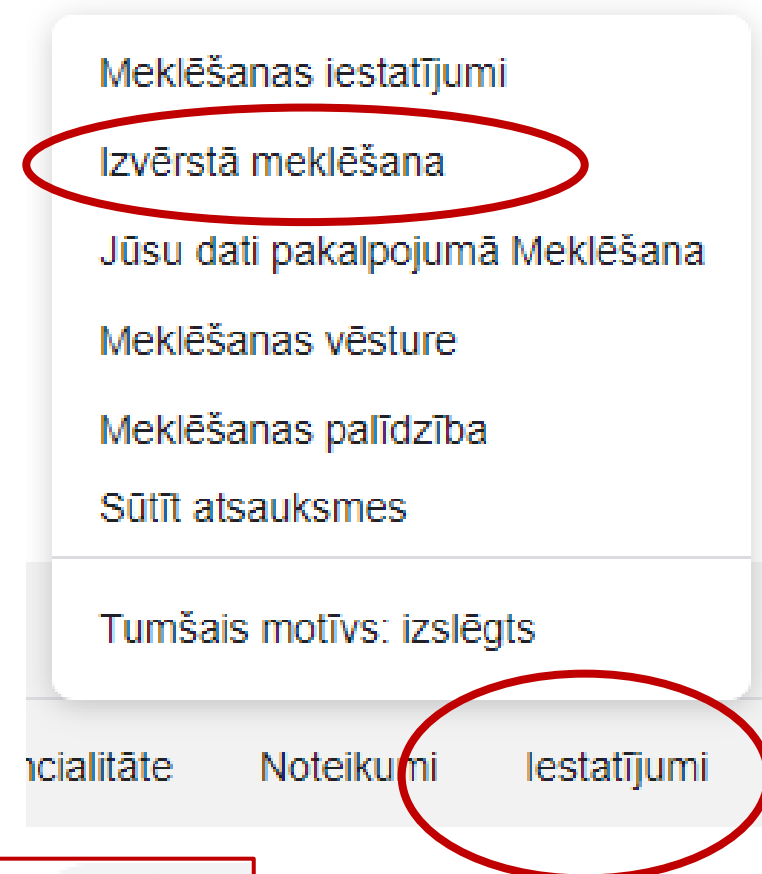 Meklēšanas iestatījumi
Izvērstā meklēšana
Jūsu dati pakalpojumā Meklēšana
Meklēšanas vēsture
Meklēšanas palīdzība
Sūtīt atsauksmes
Tumšais motīvs: izslēgts
ncialitāte Noteikumi Iestatījumi